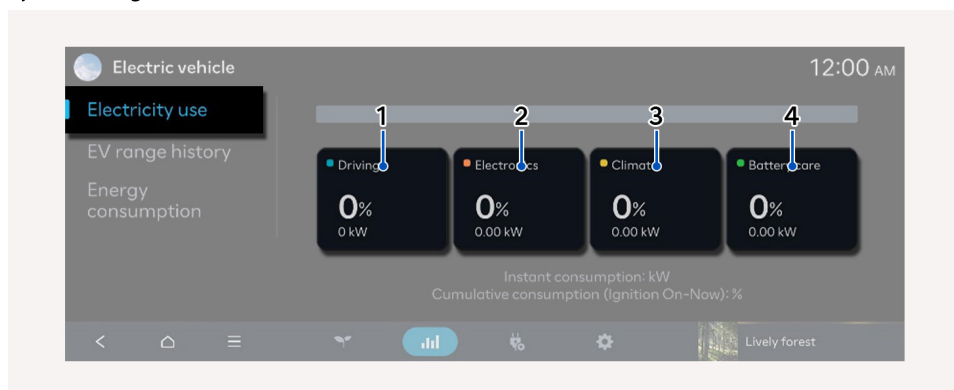 Electric vehicle
12:00 AM
Electricity use
EV range history
Energy
consumption
1
2
3
4
Driving
Electronics
Climate
Battery care
0%
0%
0%
0%
0 kW
0.00 kW
0.00 kW
0.00 kW
Instant consumption: kW
Cumulative consumption (Ignition On-Now): %
Lively forest